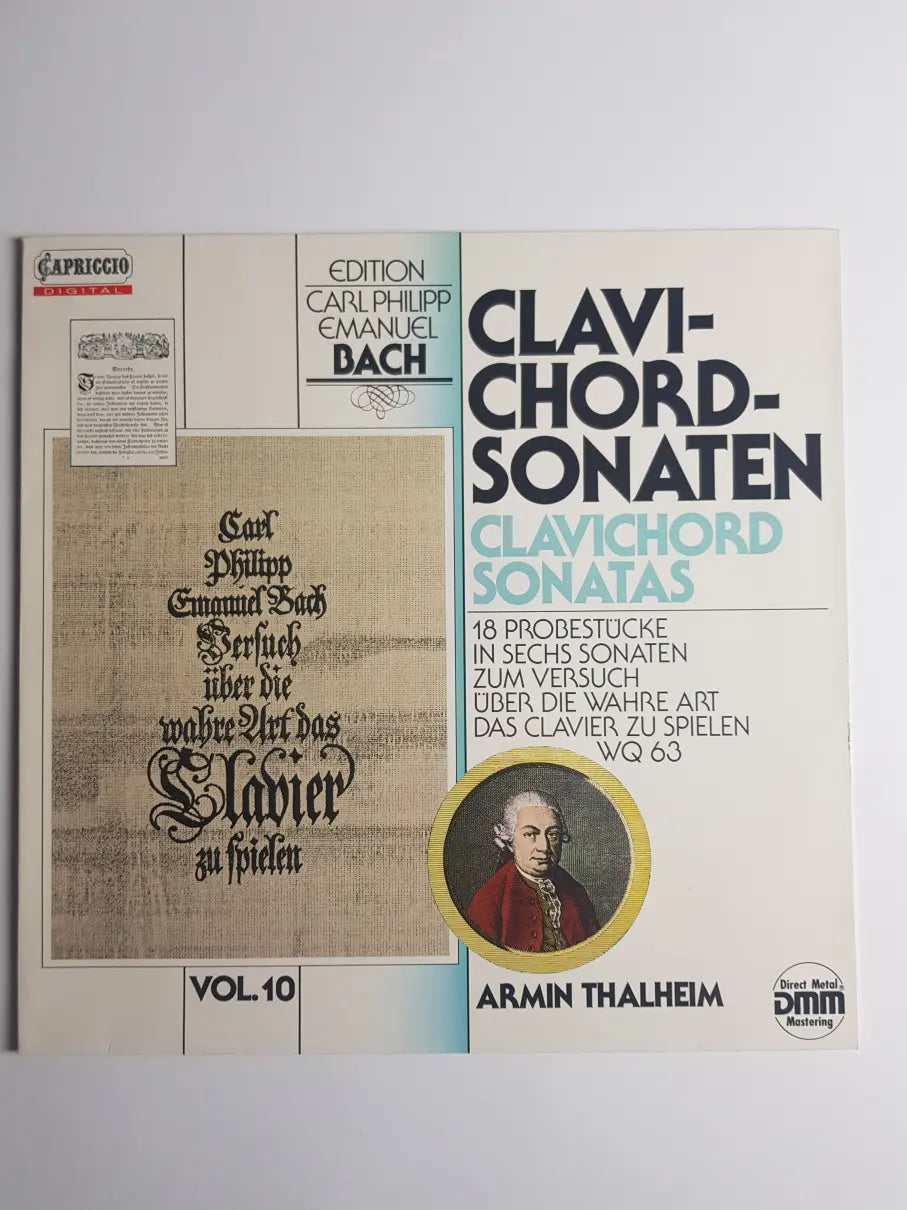 CAPRICCIO
DIGITAL
EDITION
CARL PHILIPP
EMANUEL
BACH
CLAVI-
CHORD-
SONATEN
CLAVICHORD
SONATAS
18 PROBESTÜCKE
IN SECHS SONATEN
ZUM VERSUCH
ÜBER DIE WAHRE ART
DAS CLAVIER ZU SPIELEN
WQ 63
Vorrede.
Carl
Philipp
Emanuel Bach
Versuch
über die
wahre Art das
Clavier
zu spielen
VOL. 10
ARMIN THALHEIM
Direct Metal
DMM®
Mastering